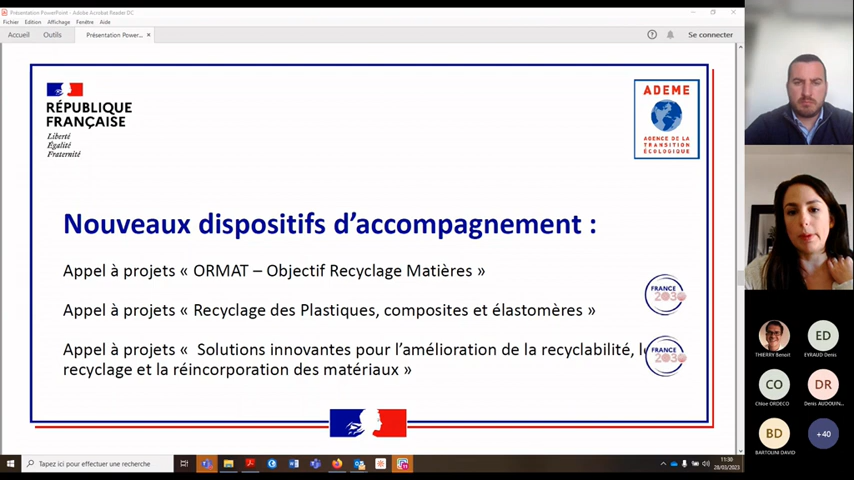 Présentation PowerPoint - Adobe Acrobat Reader DC
Fichier Edition Affichage Fenêtre Aide
Accueil Outils Présentation Power... × Se connecter
RÉPUBLIQUE
FRANÇAISE
Liberté
Égalité
Fraternité
ADEME
AGENCE DE LA
TRANSITION
ÉCOLOGIQUE
Nouveaux dispositifs d’accompagnement :
Appel à projets « ORMAT – Objectif Recyclage Matières »
Appel à projets « Recyclage des Plastiques, composites et élastomères »
FRANCE
2030
Appel à projets « Solutions innovantes pour l’amélioration de la recyclabilité, le
recyclage et la réincorporation des matériaux »
FRANCE
2030
THIERRY Benoit
ED
EYRAUD Denis
CO
Chloe ORDECO
DR
Denis AUDOUIN...
BD
BARTOLINI DAVID
+40
Tapez ici pour effectuer une recherche
11:30
28/03/2023